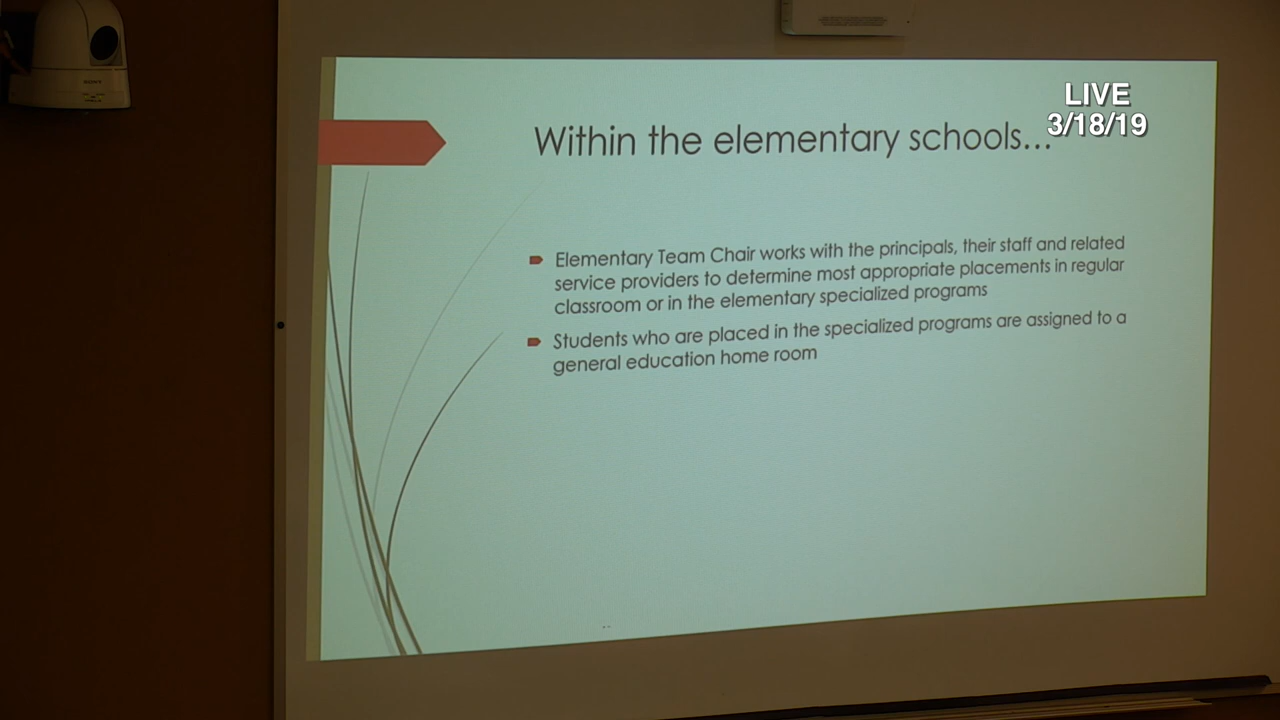 SONY
LIVE
3/18/19
Within the elementary schools...
Elementary Team Chair works with the principals, their staff and related
service providers to determine most appropriate placements in regular
classroom or in the elementary specialized programs
Students who are placed in the specialized programs are assigned to a
general education home room